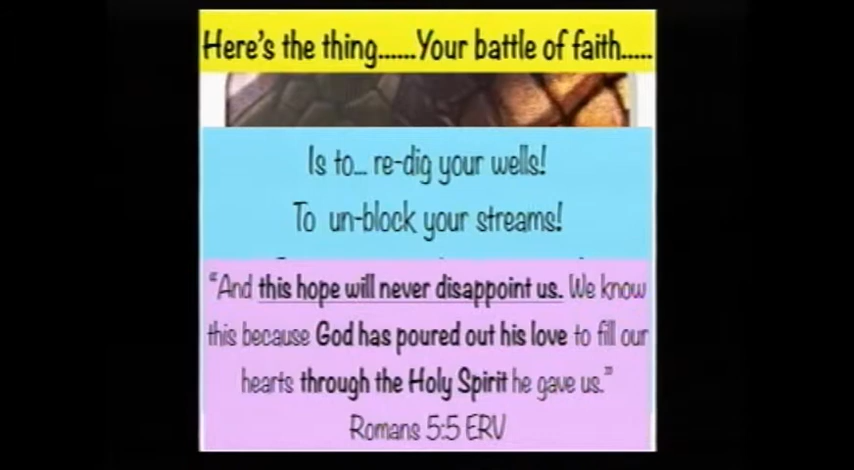 Here's the thing......Your battle of faith.....
Is to... re-dig your wells!
To un-block your streams!
"And this hope will never disappoint us. We know
this because God has poured out his love to fill our
hearts through the Holy Spirit he gave us."
Romans 5:5 ERV